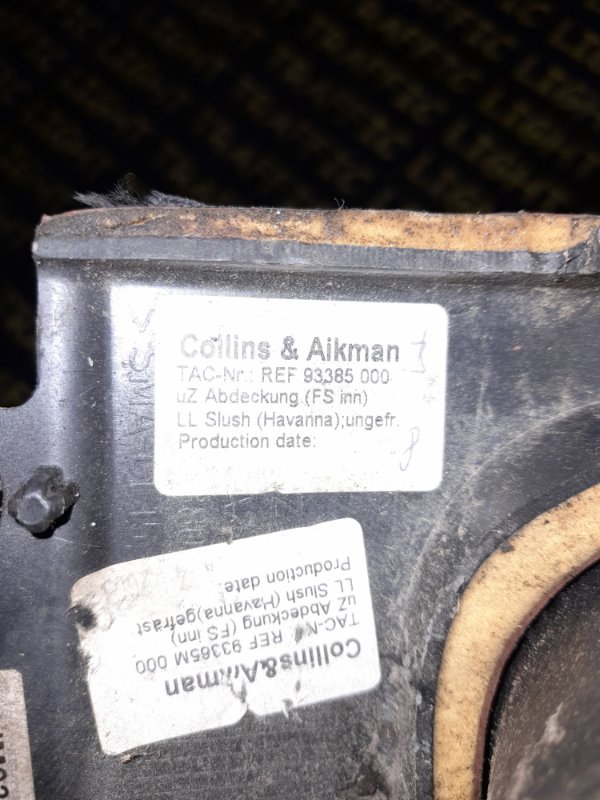 Collins & Aikman
TAC-Nr.: REF 93385 000
uZ Abdeckung (FS inn)
LL Slush (Havanna);ungefr.
Production date:
8
Collins&Aikman
REF 93365M 000
uZ Abdeckung (FS inn)
LL Slush (Havanna)gefräst
Production date: